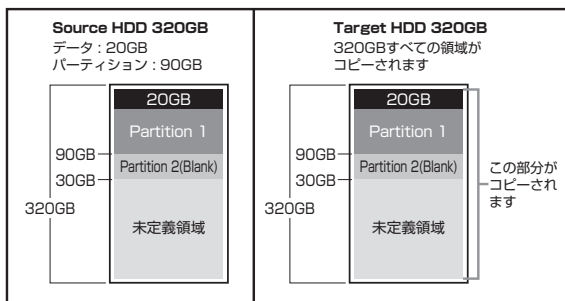 Source HDD 320GB
データ : 20GB
パーティション : 90GB
20GB
Partition 1
90GB
Partition 2(Blank)
30GB
320GB
未定義領域
Target HDD 320GB
320GBすべての領域が
コピーされます
20GB
Partition 1
90GB
Partition 2(Blank)
30GB
320GB
未定義領域
この部分が
コピーされ
ます